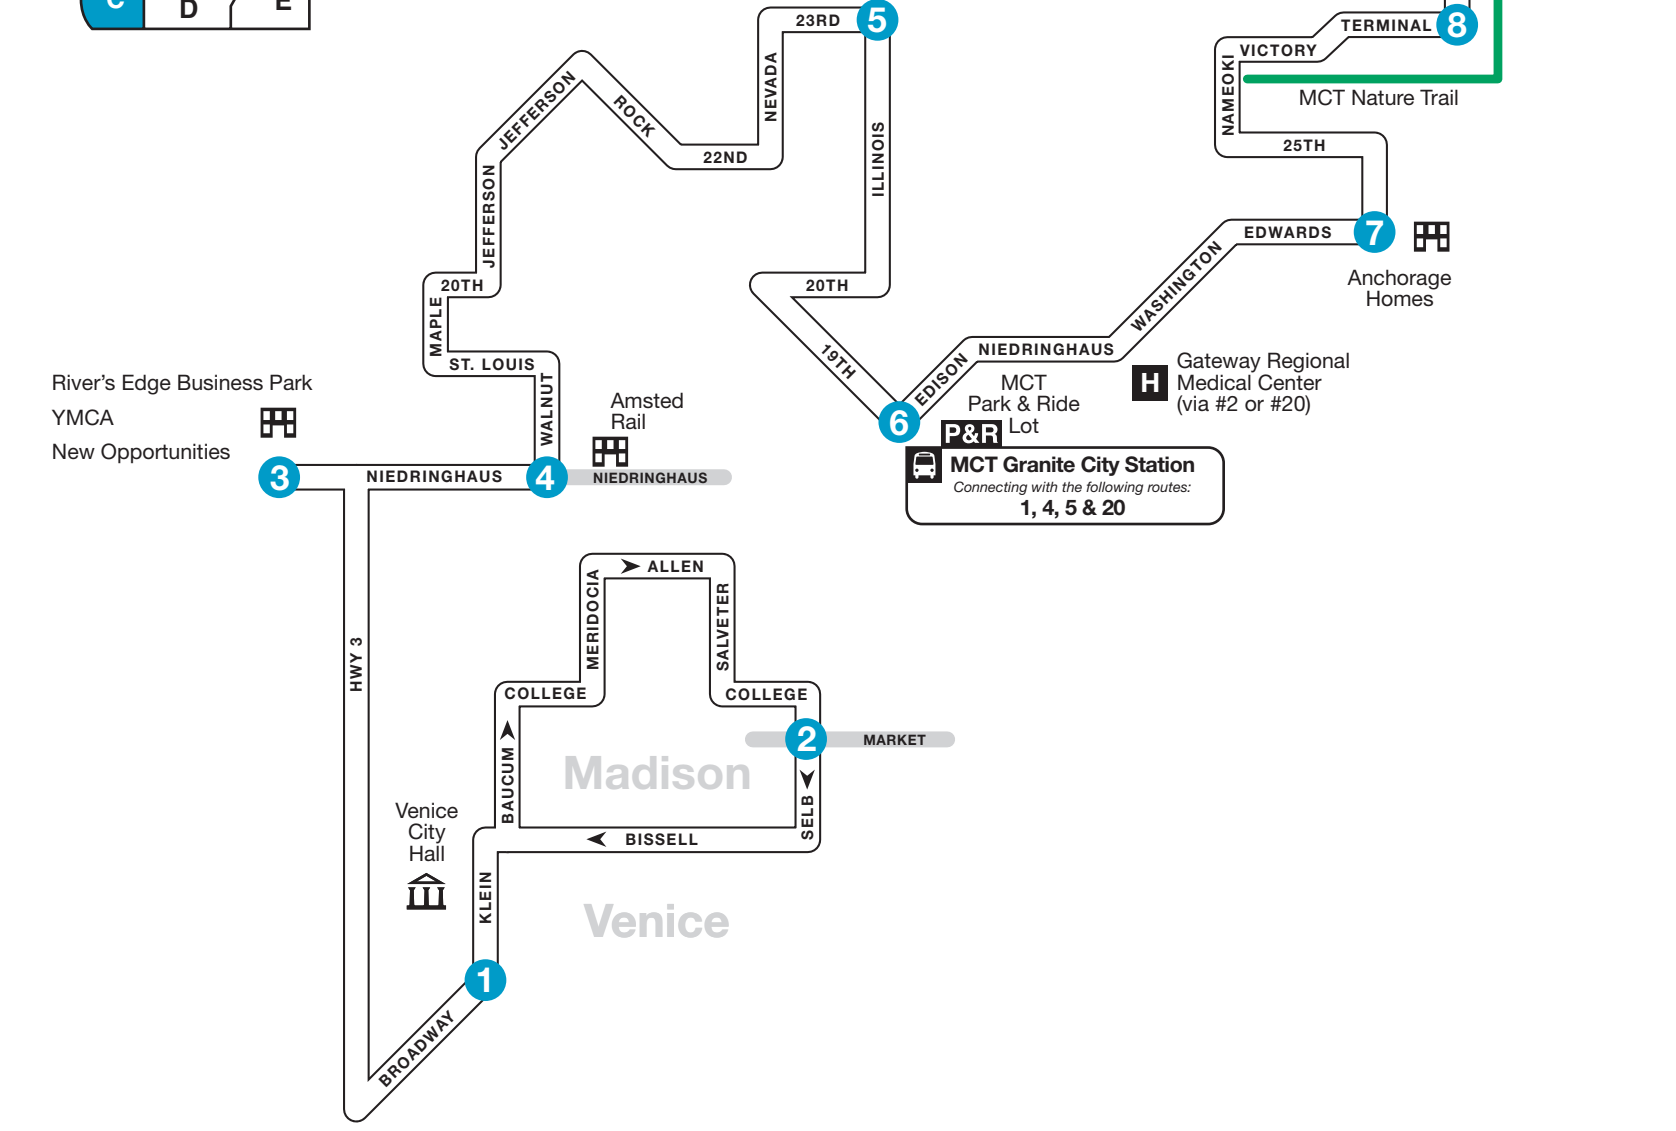 C
D
E
23RD
5
TERMINAL
8
VICTORY
NAMEOKI
MCT Nature Trail
25TH
JEFFERSON
ROCK
NEVADA
22ND
ILLINOIS
JEFFERSON
20TH
MAPLE
ST. LOUIS
WALNUT
20TH
19TH
EDISON
NIEDRINGHAUS
WASHINGTON
EDWARDS
7
Anchorage
Homes
Gateway Regional
Medical Center
(via #2 or #20)
H
MCT
Park & Ride
Lot
6
P&R
MCT Granite City Station
Connecting with the following routes:
1, 4, 5 & 20
River's Edge Business Park
YMCA
New Opportunities
Amsted
Rail
3
NIEDRINGHAUS
4
NIEDRINGHAUS
HWY 3
ALLEN
MERIDOCIA
SALVETER
COLLEGE
COLLEGE
2
MARKET
BAUCUM
Madison
SELB
BISSELL
Venice
City
Hall
KLEIN
Venice
1
BROADWAY